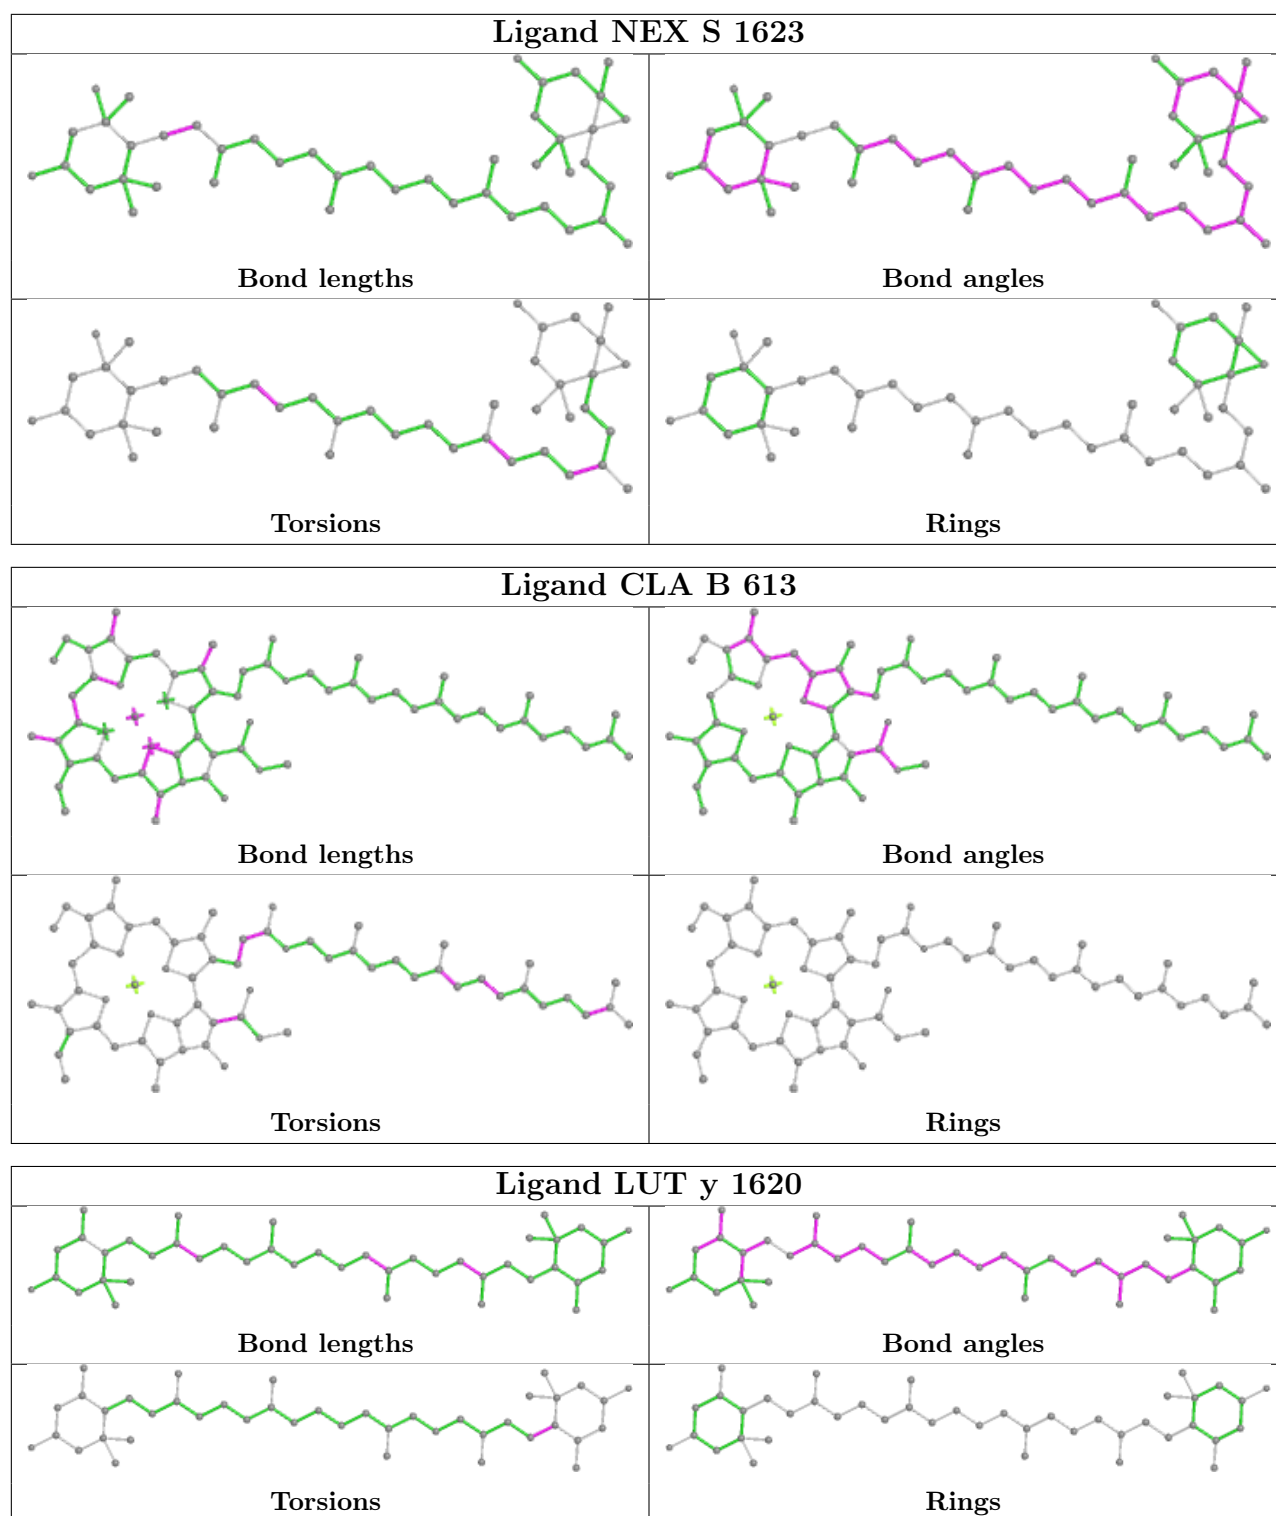 Ligand NEX S 1623
Bond lengths
Bond angles
Torsions
Rings
Ligand CLA B 613
Bond lengths
Bond angles
Torsions
Rings
Ligand LUT y 1620
Bond lengths
Bond angles
Torsions
Rings